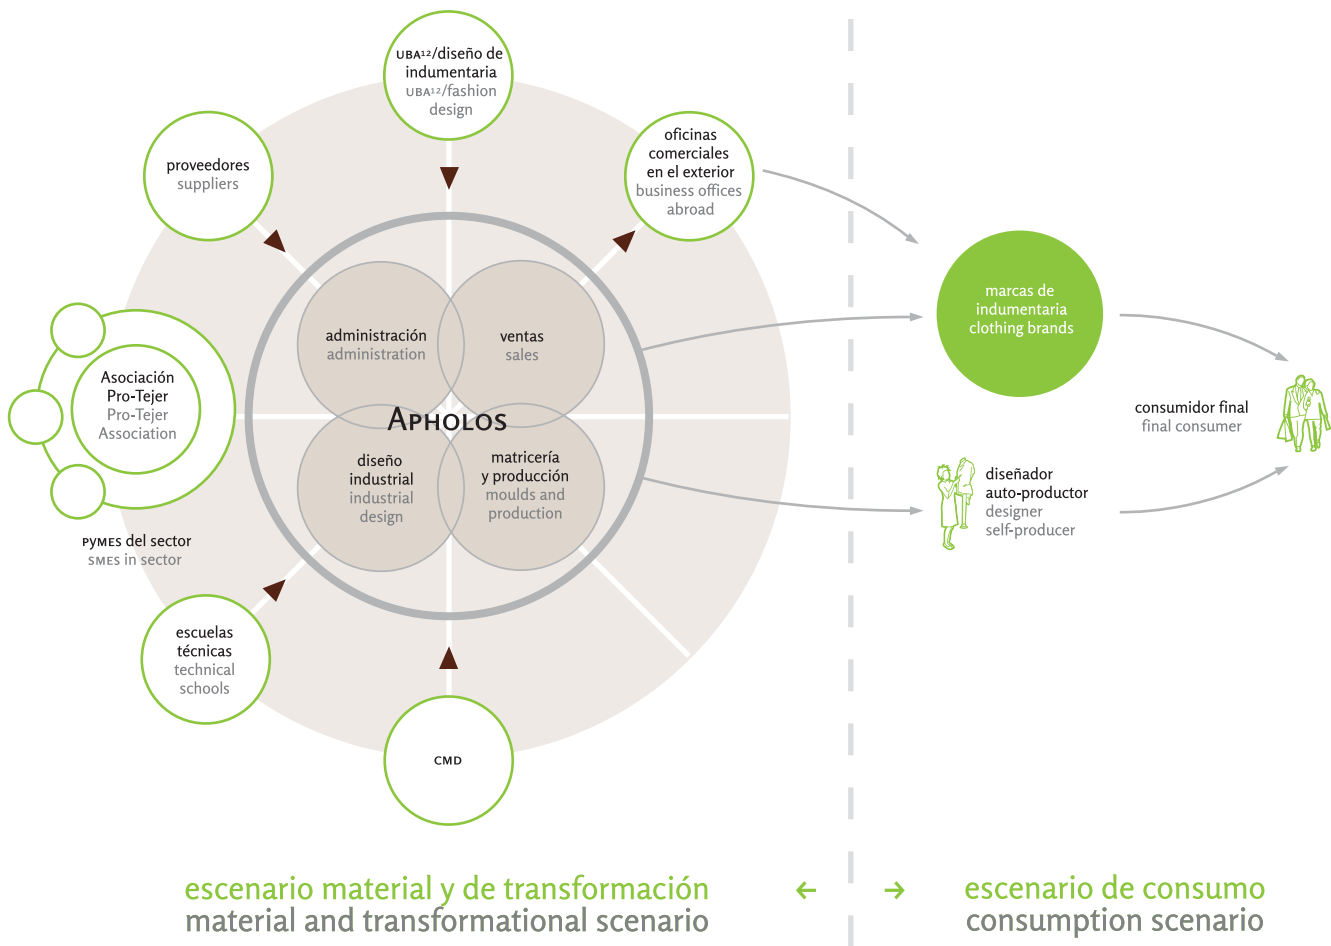 UBA¹²/diseño de
indumentaria
UBA¹²/fashion
design
oficinas
comerciales
en el exterior
business offices
abroad
proveedores
suppliers
marcas de
indumentaria
clothing brands
administración
administration
ventas
sales
Asociación
Pro-Tejer
Pro-Tejer
Association
APHOLOS
consumidor final
final consumer
diseño
industrial
industrial
design
matricería
y producción
moulds and
production
diseñador
auto-productor
designer
self-producer
PyMES del sector
SMES in sector
escuelas
técnicas
technical
schools
CMD
escenario material y de transformación
material and transformational scenario
← →
escenario de consumo
consumption scenario